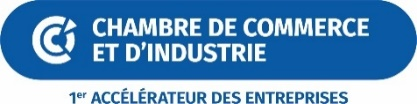 CHAMBRE DE COMMERCE
ET D'INDUSTRIE
1er ACCÉLÉRATEUR DES ENTREPRISES